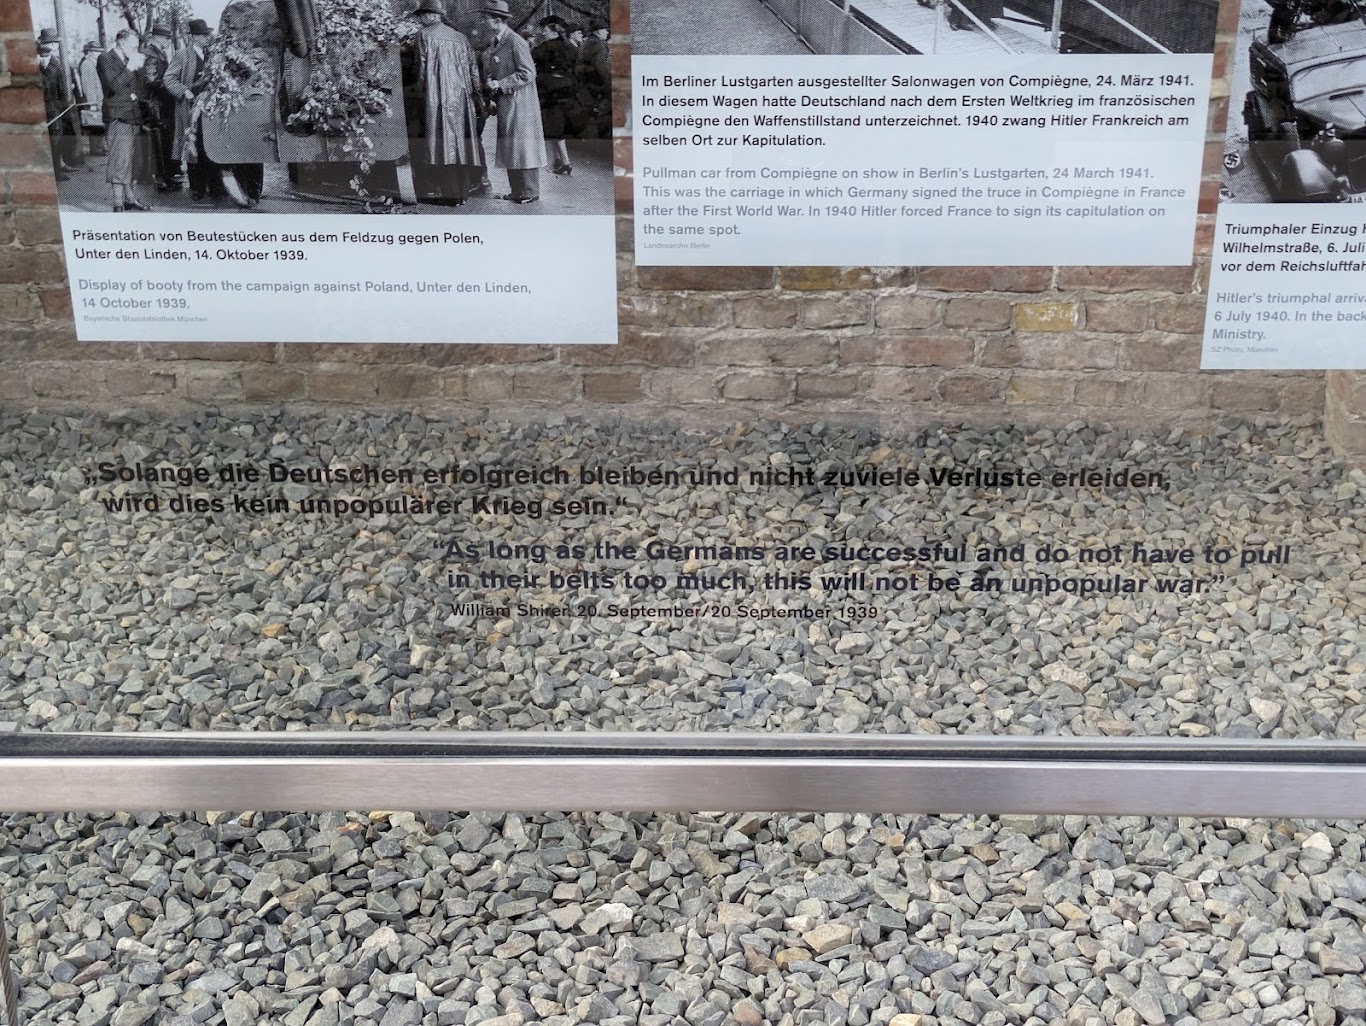 Präsentation von Beutestücken aus dem Feldzug gegen Polen,
Unter den Linden, 14. Oktober 1939.
Display of booty from the campaign against Poland, Unter den Linden,
14 October 1939.
Bayerische Staatsbibliothek München
Im Berliner Lustgarten ausgestellter Salonwagen von Compiègne, 24. März 1941.
In diesem Wagen hatte Deutschland nach dem Ersten Weltkrieg im französischen
Compiègne den Waffenstillstand unterzeichnet. 1940 zwang Hitler Frankreich am
selben Ort zur Kapitulation.
Pullman car from Compiègne on show in Berlin's Lustgarten, 24 March 1941.
This was the carriage in which Germany signed the truce in Compiègne in France
after the First World War. In 1940 Hitler forced France to sign its capitulation on
the same spot.
Landesarchiv Berlin
Triumphaler Einzug
Wilhelmstraße, 6. Juli
vor dem Reichsluftfah
Hitler's triumphal arriva
6 July 1940. In the back
Ministry.
SZ Photo, München
„Solange die Deutschen erfolgreich bleiben und nicht zuviele Verluste erleiden,
wird dies kein unpopulärer Krieg sein.“
“As long as the Germans are successful and do not have to pull
in their belts too much, this will not be an unpopular war.”
William Shirer, 20. September/20 September 1939